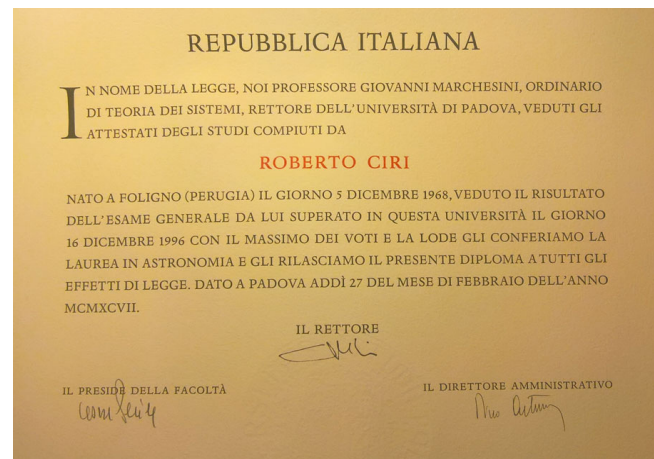 REPUBBLICA ITALIANA
IN NOME DELLA LEGGE, NOI PROFESSORE GIOVANNI MARCHESINI, ORDINARIO
DI TEORIA DEI SISTEMI, RETTORE DELL'UNIVERSITÀ DI PADOVA, VEDUTI GLI
ATTESTATI DEGLI STUDI COMPIUTI DA
ROBERTO CIRI
NATO A FOLIGNO (PERUGIA) IL GIORNO 5 DICEMBRE 1968, VEDUTO IL RISULTATO
DELL'ESAME GENERALE DA LUI SUPERATO IN QUESTA UNIVERSITÀ IL GIORNO
16 DICEMBRE 1996 CON IL MASSIMO DEI VOTI E LA LODE GLI CONFERIAMO LA
LAUREA IN ASTRONOMIA E GLI RILASCIAMO IL PRESENTE DIPLOMA A TUTTI GLI
EFFETTI DI LEGGE. DATO A PADOVA ADDÌ 27 DEL MESE DI FEBBRAIO DELL'ANNO
MCMXCVII.
IL RETTORE
IL PRESIDE DELLA FACOLTÀ
IL DIRETTORE AMMINISTRATIVO